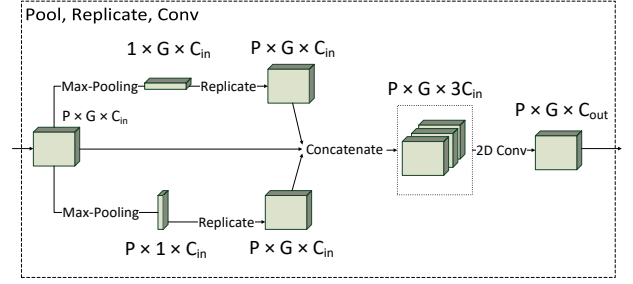 Pool, Replicate, Conv
1 × G × C_in
P × G × C_in
Max-Pooling
Replicate
P × G × C_in
P × G × 3C_in
P × G × C_out
Concatenate
2D Conv
Max-Pooling
Replicate
P × 1 × C_in
P × G × C_in